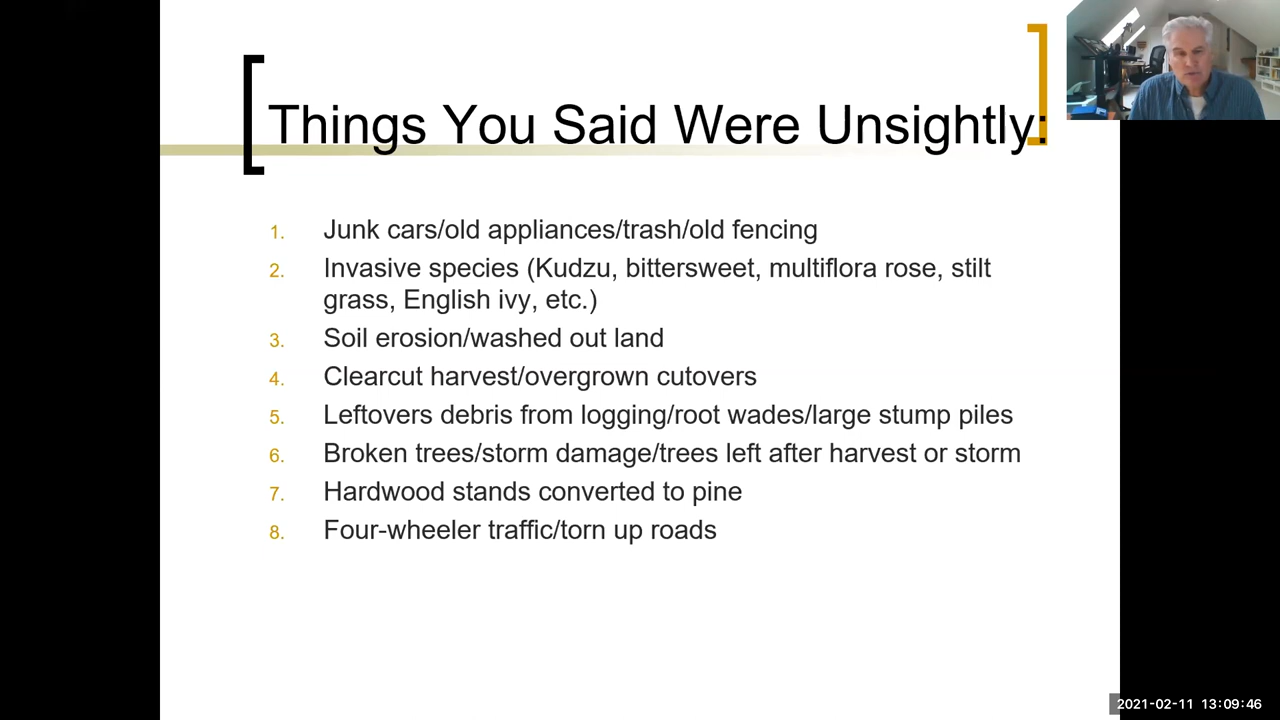 Things You Said Were Unsightly:
1. Junk cars/old appliances/trash/old fencing
2. Invasive species (Kudzu, bittersweet, multiflora rose, stilt
grass, English ivy, etc.)
3. Soil erosion/washed out land
4. Clearcut harvest/overgrown cutovers
5. Leftovers debris from logging/root wades/large stump piles
6. Broken trees/storm damage/trees left after harvest or storm
7. Hardwood stands converted to pine
8. Four-wheeler traffic/torn up roads
2021-02-11 13:09:46